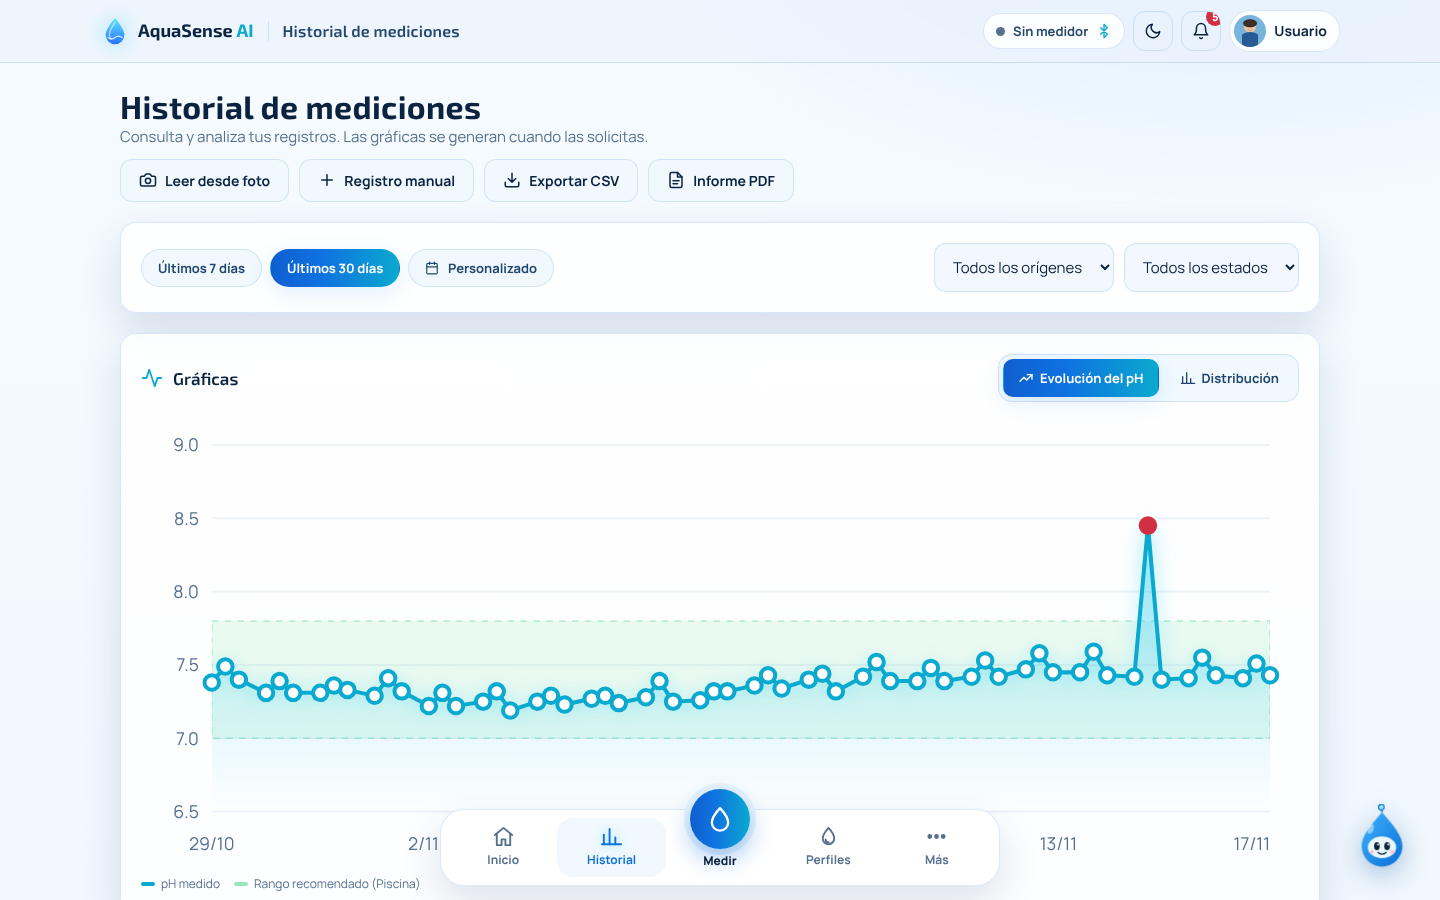 AquaSense AI
Historial de mediciones
Sin medidor
5
Usuario
Historial de mediciones
Consulta y analiza tus registros. Las gráficas se generan cuando las solicitas.
Leer desde foto
Registro manual
Exportar CSV
Informe PDF
Últimos 7 días
Últimos 30 días
Personalizado
Todos los orígenes
Todos los estados
Gráficas
Evolución del pH
Distribución
9.0
8.5
8.0
7.5
7.0
6.5
29/10
2/11
13/11
17/11
pH medido
Rango recomendado (Piscina)
Inicio
Historial
Medir
Perfiles
Más